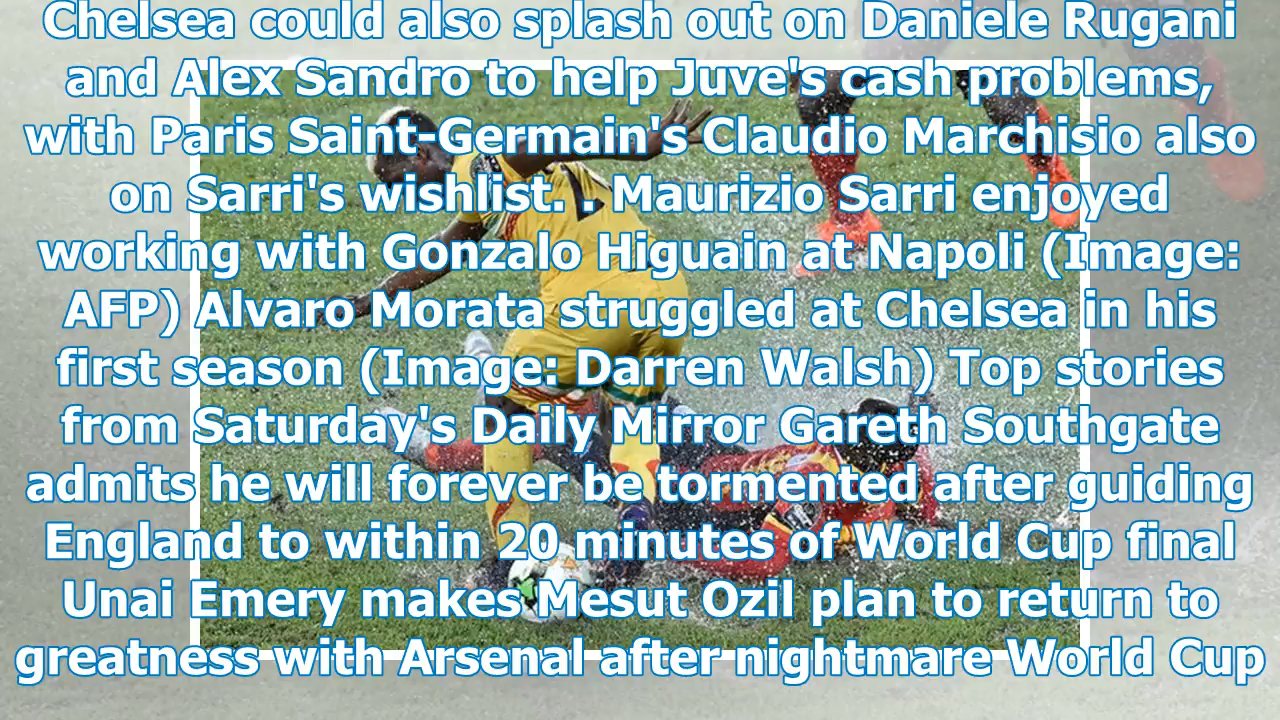 Chelsea could also splash out on Daniele Rugani
and Alex Sandro to help Juve's cash problems,
with Paris Saint-Germain's Claudio Marchisio also
on Sarri's wishlist. . Maurizio Sarri enjoyed
working with Gonzalo Higuain at Napoli (Image:
AFP) Alvaro Morata struggled at Chelsea in his
first season (Image: Darren Walsh) Top stories
from Saturday's Daily Mirror Gareth Southgate
admits he will forever be tormented after guiding
England to within 20 minutes of World Cup final
Unai Emery makes Mesut Ozil plan to return to
greatness with Arsenal after nightmare World Cup